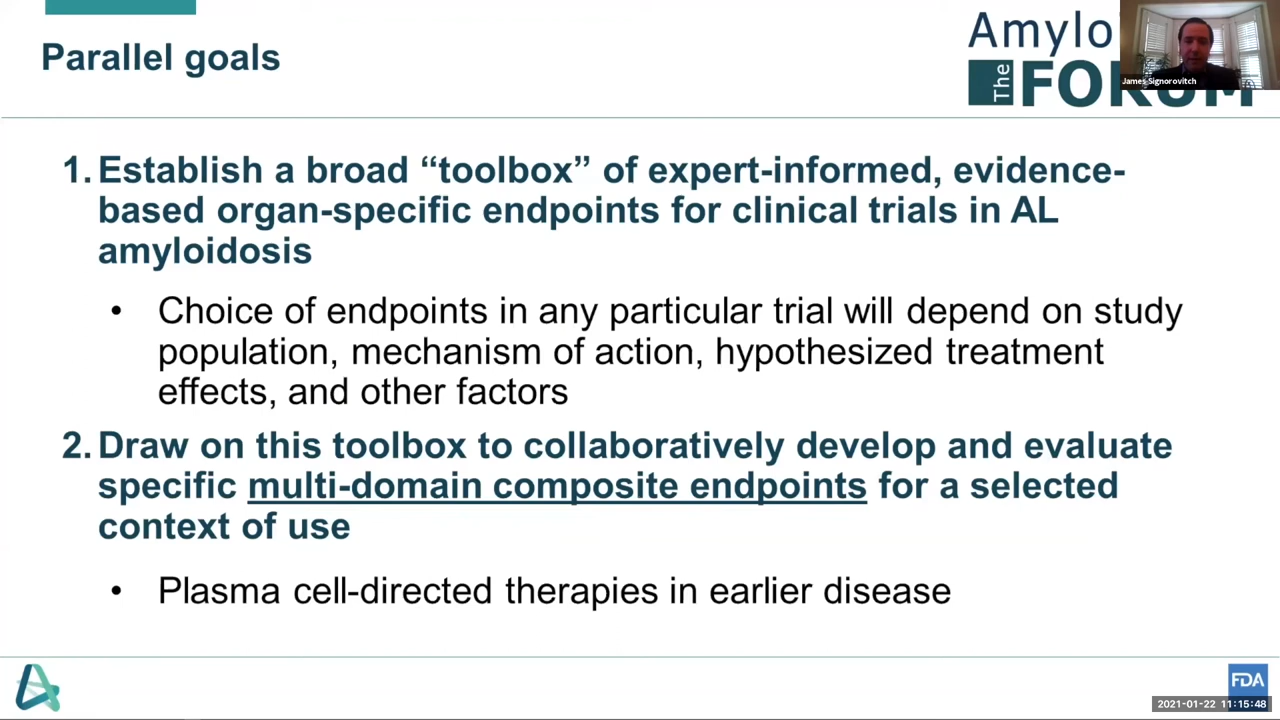 Parallel goals
Amylo
The FORUM
James Signorovitch
1. Establish a broad “toolbox” of expert-informed, evidence-
based organ-specific endpoints for clinical trials in AL
amyloidosis
• Choice of endpoints in any particular trial will depend on study
population, mechanism of action, hypothesized treatment
effects, and other factors
2. Draw on this toolbox to collaboratively develop and evaluate
specific multi-domain composite endpoints for a selected
context of use
• Plasma cell-directed therapies in earlier disease
FDA
2021-01-22 11:15:48